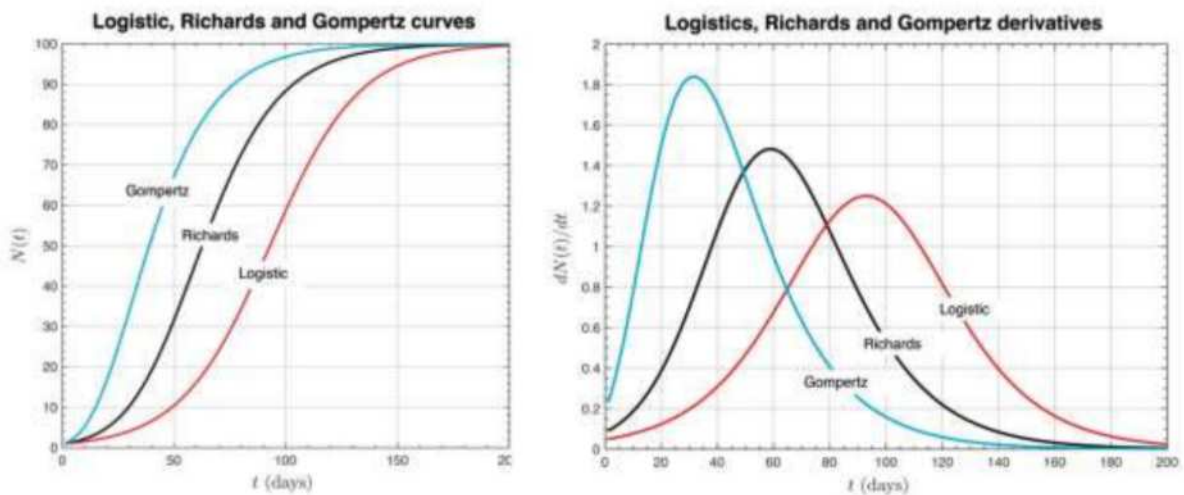 Logistic, Richards and Gompertz curves
100
90
80
70
60
50
40
30
20
10
0
N(t)
Gompertz
Richards
Logistic
0 50 100 150 20
t (days)
Logistics, Richards and Gompertz derivatives
2
1.8
1.6
1.4
1.2
1
0.8
0.6
0.4
0.2
0
dN(t)/dt
Logistic
Richards
Gompertz
0 20 40 60 80 100 120 140 160 180 200
t (days)